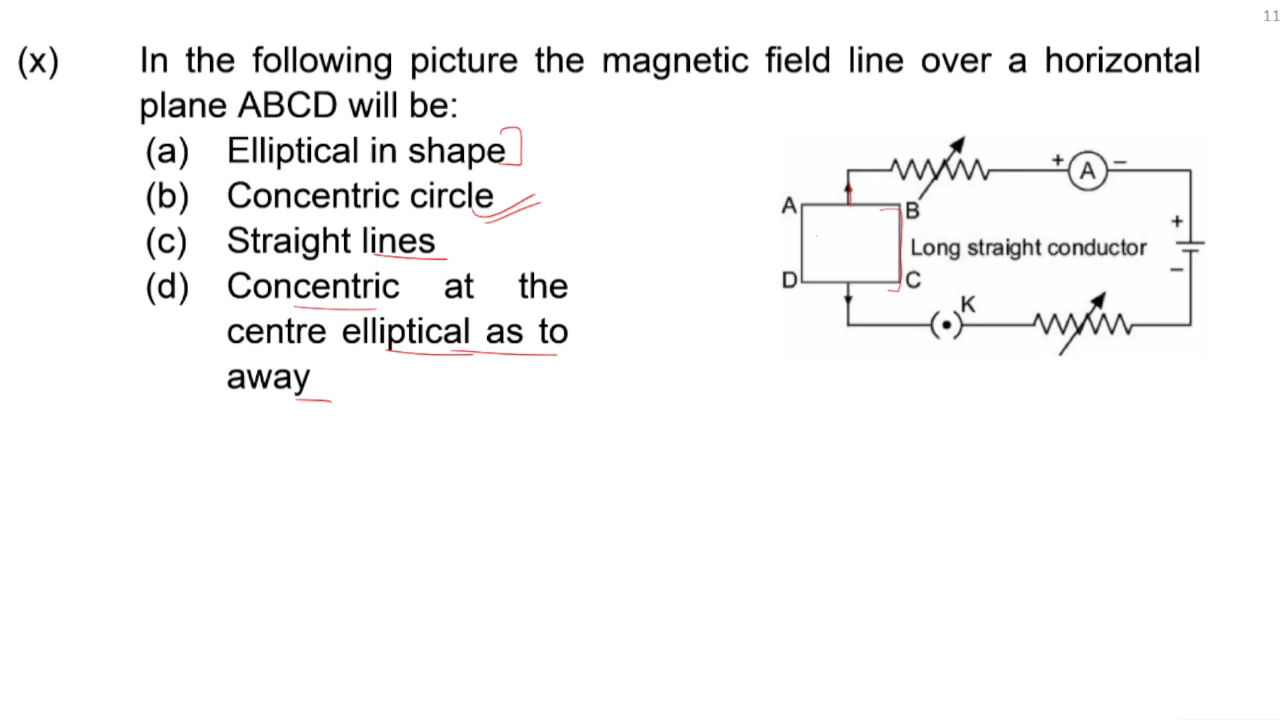 11
(x) In the following picture the magnetic field line over a horizontal
plane ABCD will be:
(a) Elliptical in shape
(b) Concentric circle
(c) Straight lines
(d) Concentric at the
centre elliptical as to
away
+ A −
A B
+
Long straight conductor
D C
−
K